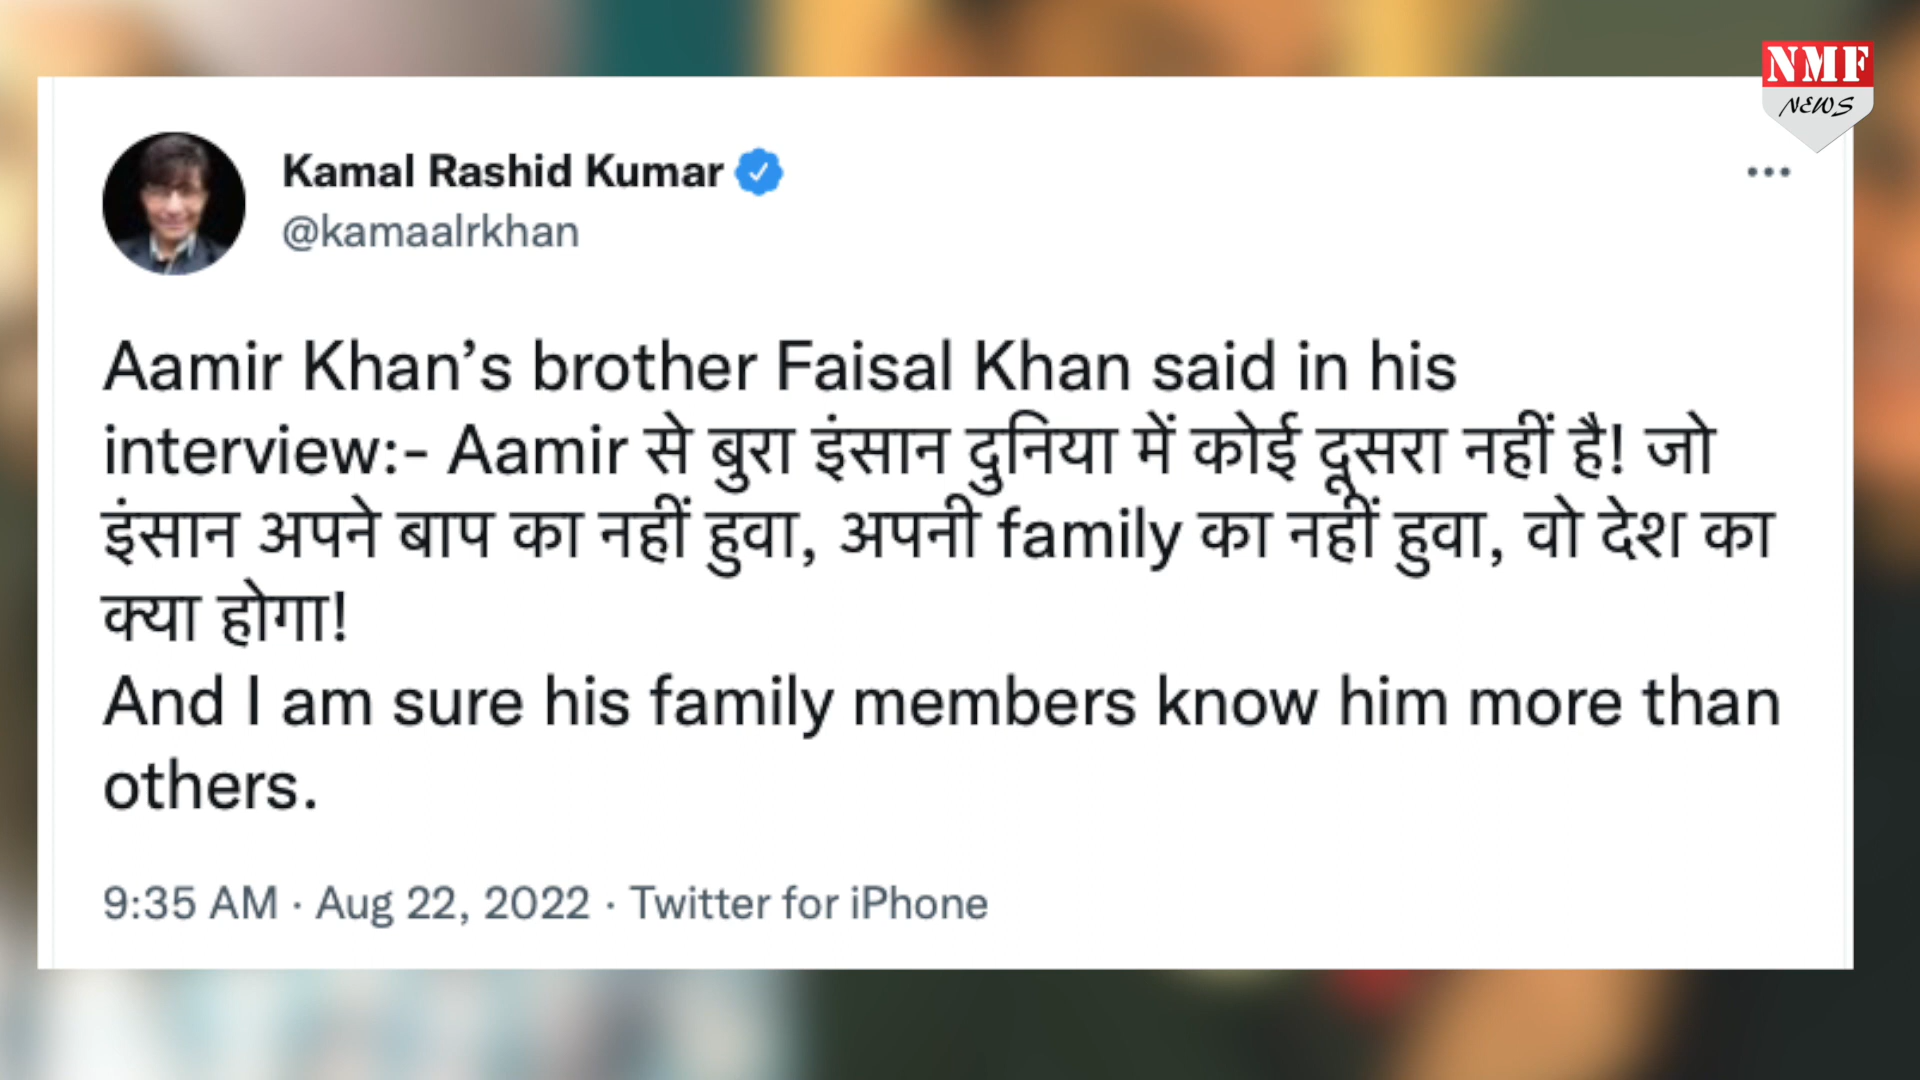 NMF
NEWS
Kamal Rashid Kumar
@kamaalrkhan
Aamir Khan’s brother Faisal Khan said in his
interview:- Aamir से बुरा इंसान दुनिया में कोई दूसरा नहीं है! जो
इंसान अपने बाप का नहीं हुवा, अपनी family का नहीं हुवा, वो देश का
क्या होगा!
And I am sure his family members know him more than
others.
9:35 AM · Aug 22, 2022 · Twitter for iPhone